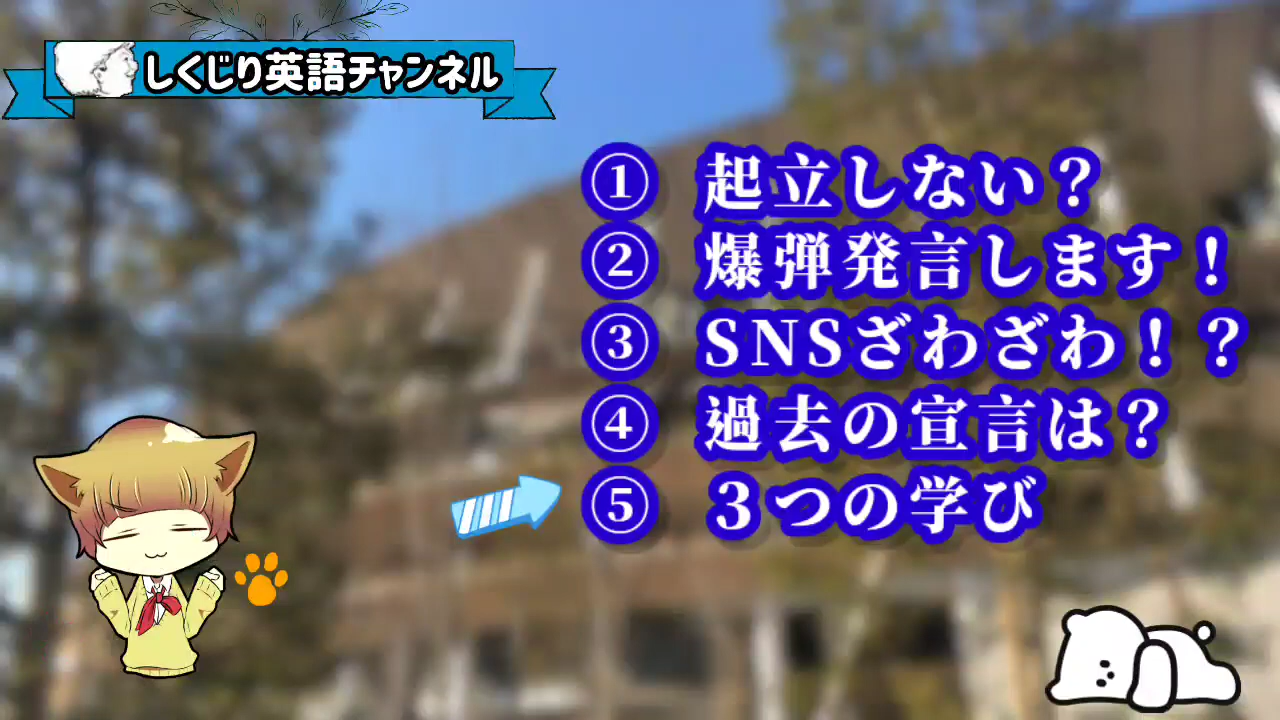 しくじり英語チャンネル
① 起立しない？
② 爆弾発言します！
③ SNSざわざわ！？
④ 過去の宣言は？
⑤ ３つの学び